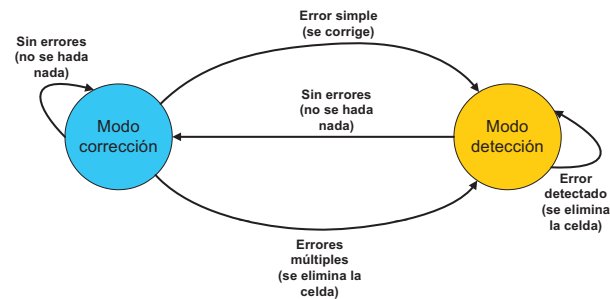 Error simple
(se corrige)
Sin errores
(no se hada
nada)
Sin errores
(no se hada
nada)
Modo
corrección
Modo
detección
Error
detectado
(se elimina
la celda)
Errores
múltiples
(se elimina la
celda)